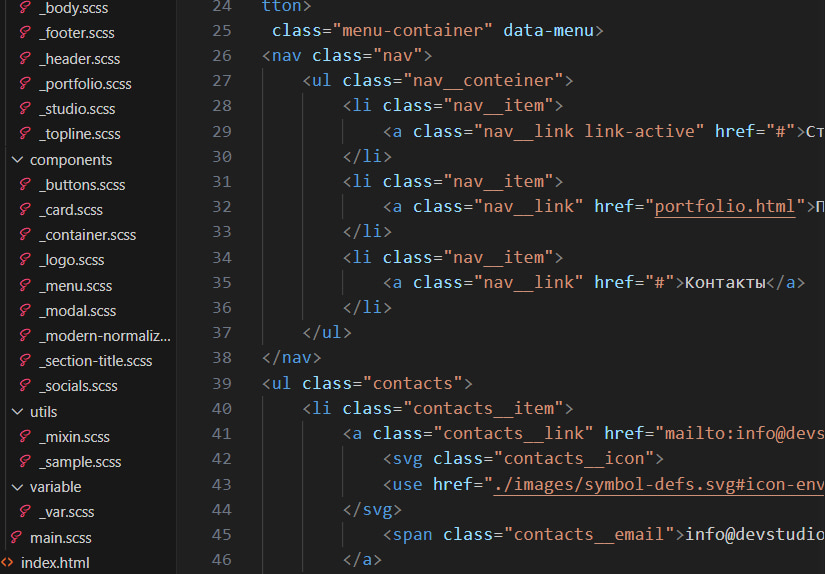 _body.scss
_footer.scss
_header.scss
_portfolio.scss
_studio.scss
_topline.scss
components
_buttons.scss
_card.scss
_container.scss
_logo.scss
_menu.scss
_modal.scss
_modern-normaliz...
_section-title.scss
_socials.scss
utils
_mixin.scss
_sample.scss
variable
_var.scss
main.scss
index.html
24 tton>
25 class="menu-container" data-menu>
26 <nav class="nav">
27 <ul class="nav__conteiner">
28 <li class="nav__item">
29 <a class="nav__link link-active" href="#">Ст
30 </li>
31 <li class="nav__item">
32 <a class="nav__link" href="portfolio.html">П
33 </li>
34 <li class="nav__item">
35 <a class="nav__link" href="#">Контакты</a>
36 </li>
37 </ul>
38 </nav>
39 <ul class="contacts">
40 <li class="contacts__item">
41 <a class="contacts__link" href="mailto:info@devs
42 <svg class="contacts__icon">
43 <use href="./images/symbol-defs.svg#icon-env
44 </svg>
45 <span class="contacts__email">info@devstudio
46 </a>